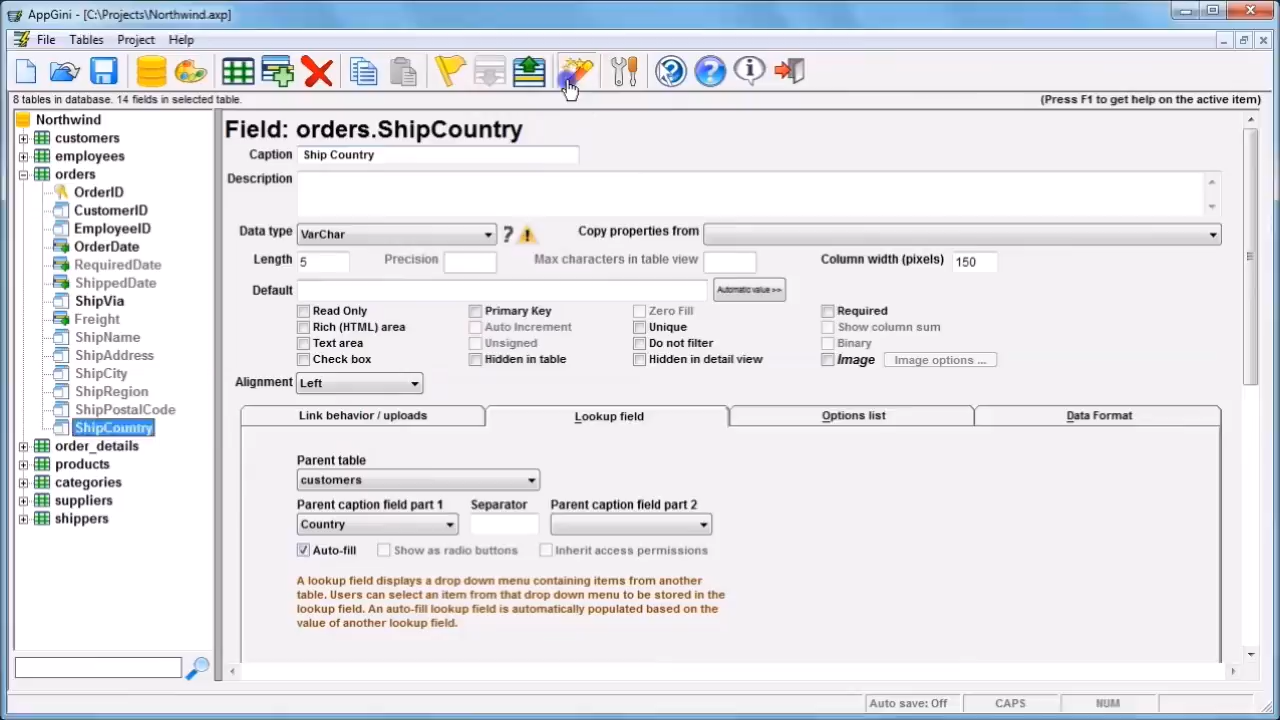 AppGini - [C:\Projects\Northwind.axp]
File Tables Project Help
8 tables in database. 14 fields in selected table.
(Press F1 to get help on the active item)
Northwind
customers
employees
orders
OrderID
CustomerID
EmployeeID
OrderDate
RequiredDate
ShippedDate
ShipVia
Freight
ShipName
ShipAddress
ShipCity
ShipRegion
ShipPostalCode
ShipCountry
order_details
products
categories
suppliers
shippers
Field: orders.ShipCountry
Caption Ship Country
Description
Data type VarChar ? Copy properties from
Length 5 Precision Max characters in table view Column width (pixels) 150
Default Automatic value >>
Read Only Primary Key Zero Fill Required
Rich (HTML) area Auto Increment Unique Show column sum
Text area Unsigned Do not filter Binary
Check box Hidden in table Hidden in detail view Image Image options ...
Alignment Left
Link behavior / uploads Lookup field Options list Data Format
Parent table
customers
Parent caption field part 1 Separator Parent caption field part 2
Country
Auto-fill Show as radio buttons Inherit access permissions
A lookup field displays a drop down menu containing items from another
table. Users can select an item from that drop down menu to be stored in the
lookup field. An auto-fill lookup field is automatically populated based on the
value of another lookup field.
Auto save: Off CAPS NUM